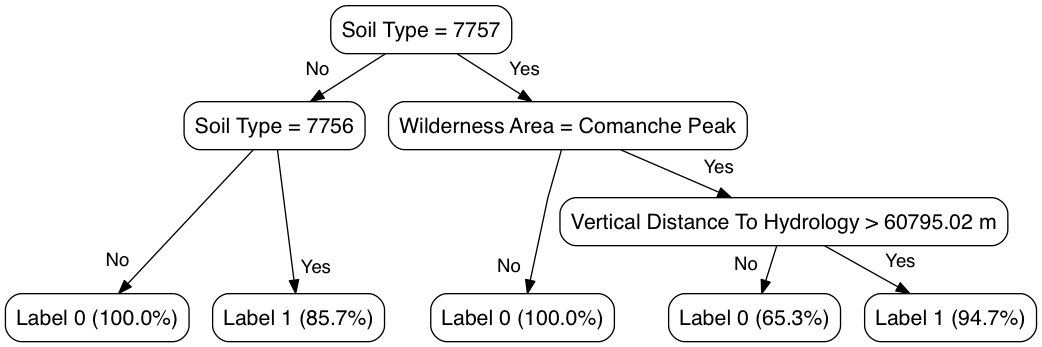 Soil Type = 7757
No
Yes
Soil Type = 7756
Wilderness Area = Comanche Peak
Yes
Vertical Distance To Hydrology > 60795.02 m
No
Yes
No
No
Yes
Label 0 (100.0%)
Label 1 (85.7%)
Label 0 (100.0%)
Label 0 (65.3%)
Label 1 (94.7%)